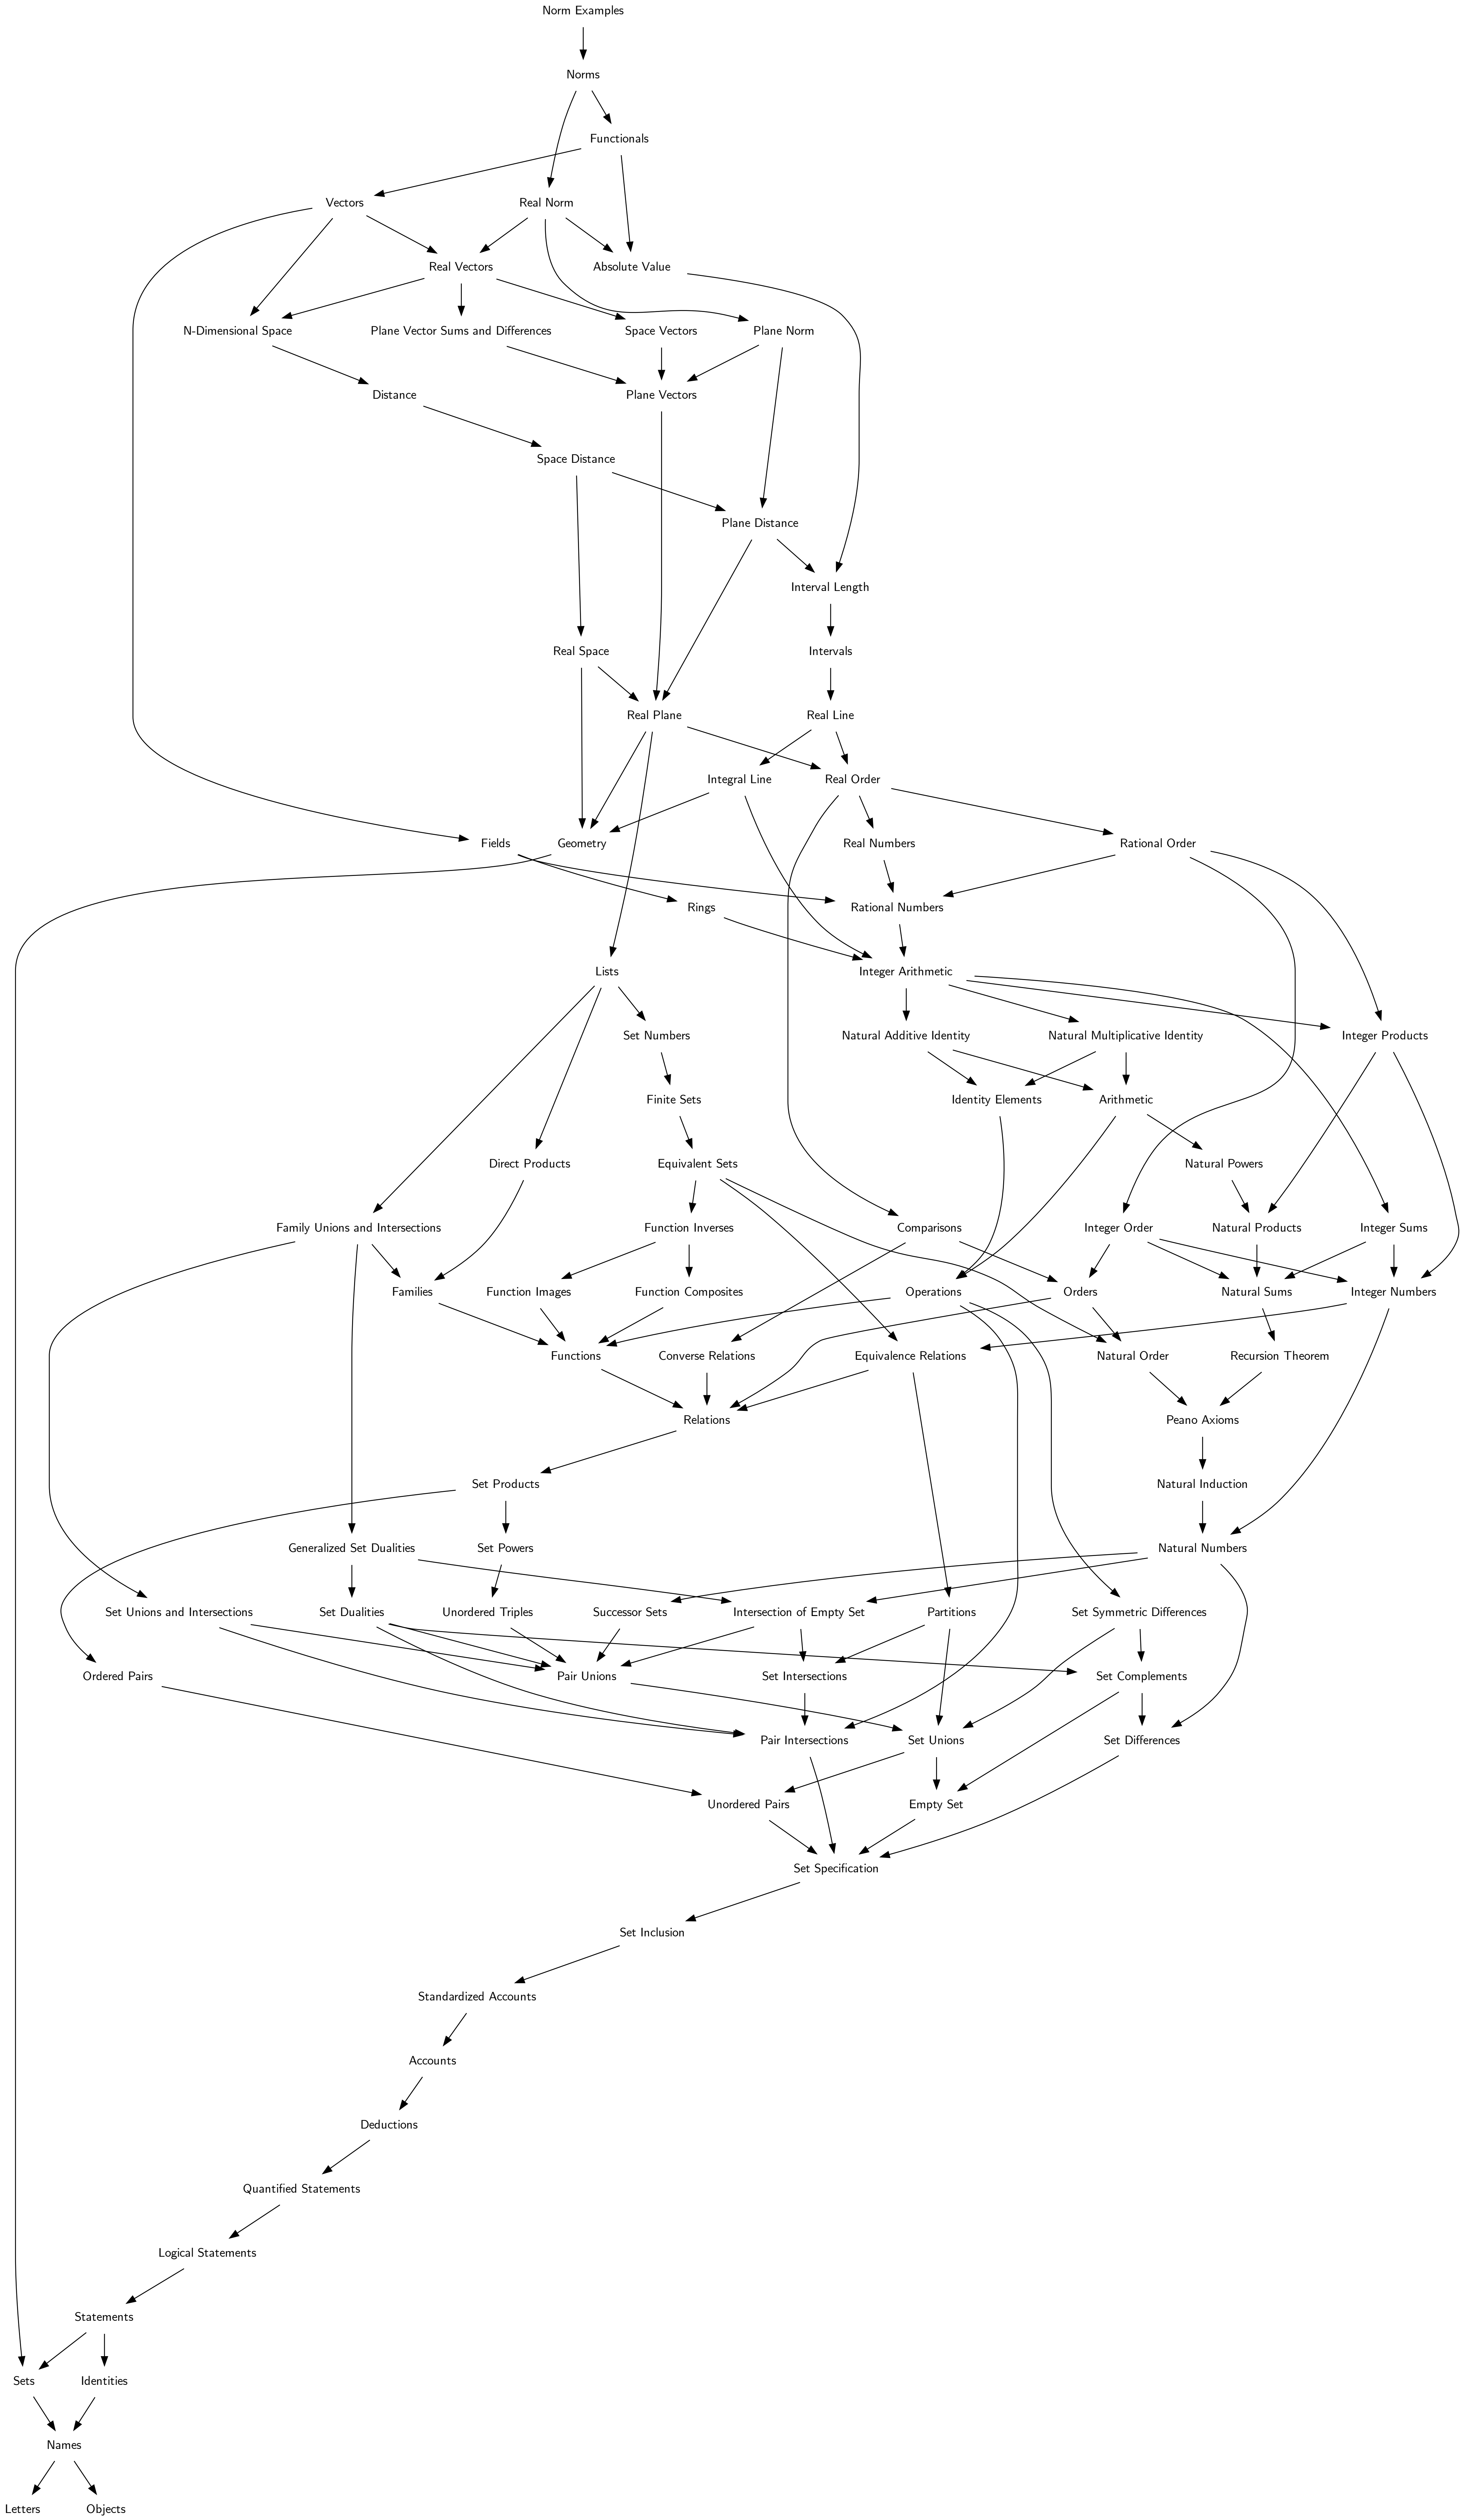 Norm Examples
Norms
Functionals
Vectors
Real Norm
Real Vectors
Absolute Value
N-Dimensional Space
Plane Vector Sums and Differences
Space Vectors
Plane Norm
Distance
Plane Vectors
Space Distance
Plane Distance
Interval Length
Real Space
Intervals
Real Plane
Real Line
Integral Line
Real Order
Fields
Geometry
Real Numbers
Rational Order
Rings
Rational Numbers
Lists
Integer Arithmetic
Set Numbers
Natural Additive Identity
Natural Multiplicative Identity
Integer Products
Finite Sets
Identity Elements
Arithmetic
Direct Products
Equivalent Sets
Natural Powers
Family Unions and Intersections
Function Inverses
Comparisons
Integer Order
Natural Products
Integer Sums
Families
Function Images
Function Composites
Operations
Orders
Natural Sums
Integer Numbers
Functions
Converse Relations
Equivalence Relations
Natural Order
Recursion Theorem
Relations
Peano Axioms
Set Products
Natural Induction
Generalized Set Dualities
Set Powers
Natural Numbers
Set Unions and Intersections
Set Dualities
Unordered Triples
Successor Sets
Intersection of Empty Set
Partitions
Set Symmetric Differences
Ordered Pairs
Pair Unions
Set Intersections
Set Complements
Pair Intersections
Set Unions
Set Differences
Unordered Pairs
Empty Set
Set Specification
Set Inclusion
Standardized Accounts
Accounts
Deductions
Quantified Statements
Logical Statements
Statements
Sets
Identities
Names
Letters
Objects